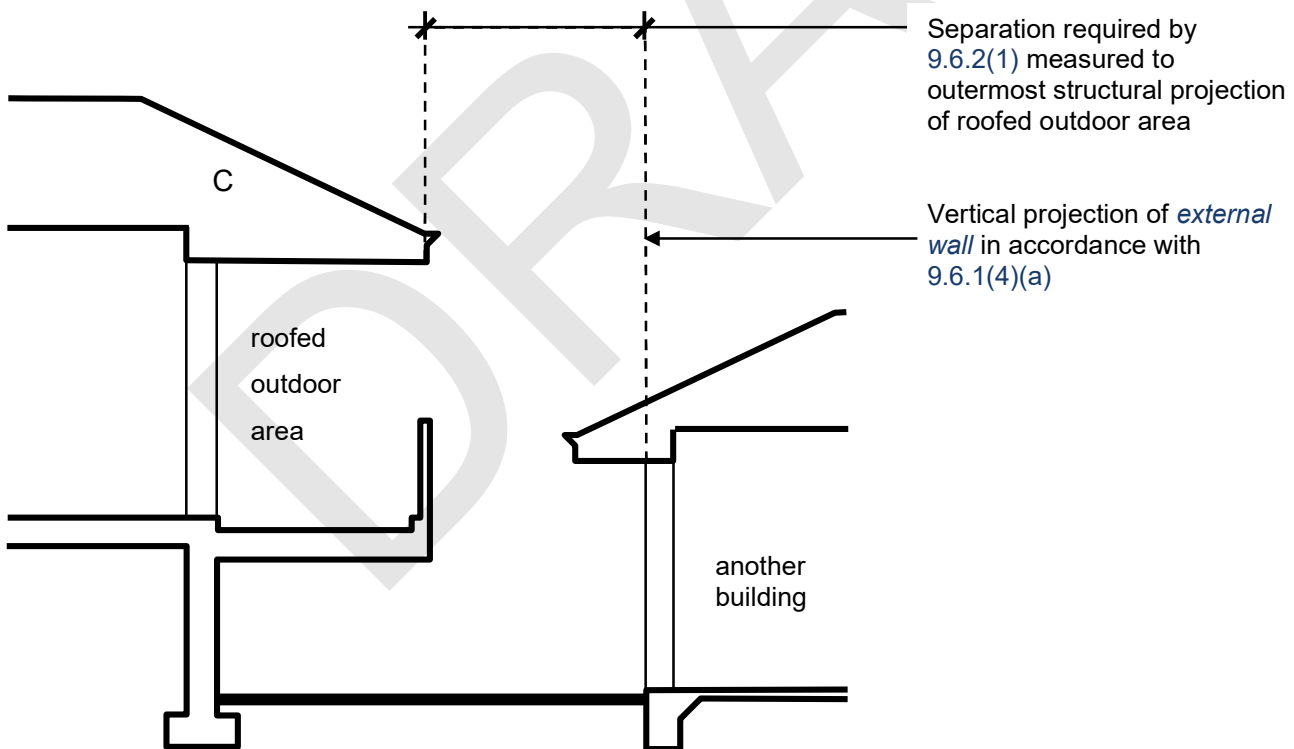 Separation required by
9.6.2(1) measured to
outermost structural projection
of roofed outdoor area
C
Vertical projection of external
wall in accordance with
9.6.1(4)(a)
roofed
outdoor
area
another
building